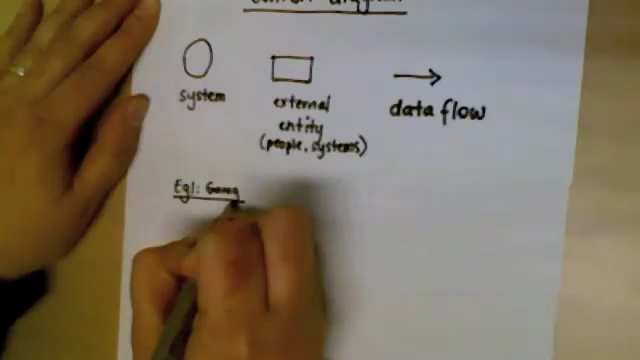 system
external
entity
(people, systems)
data flow
Eg1: